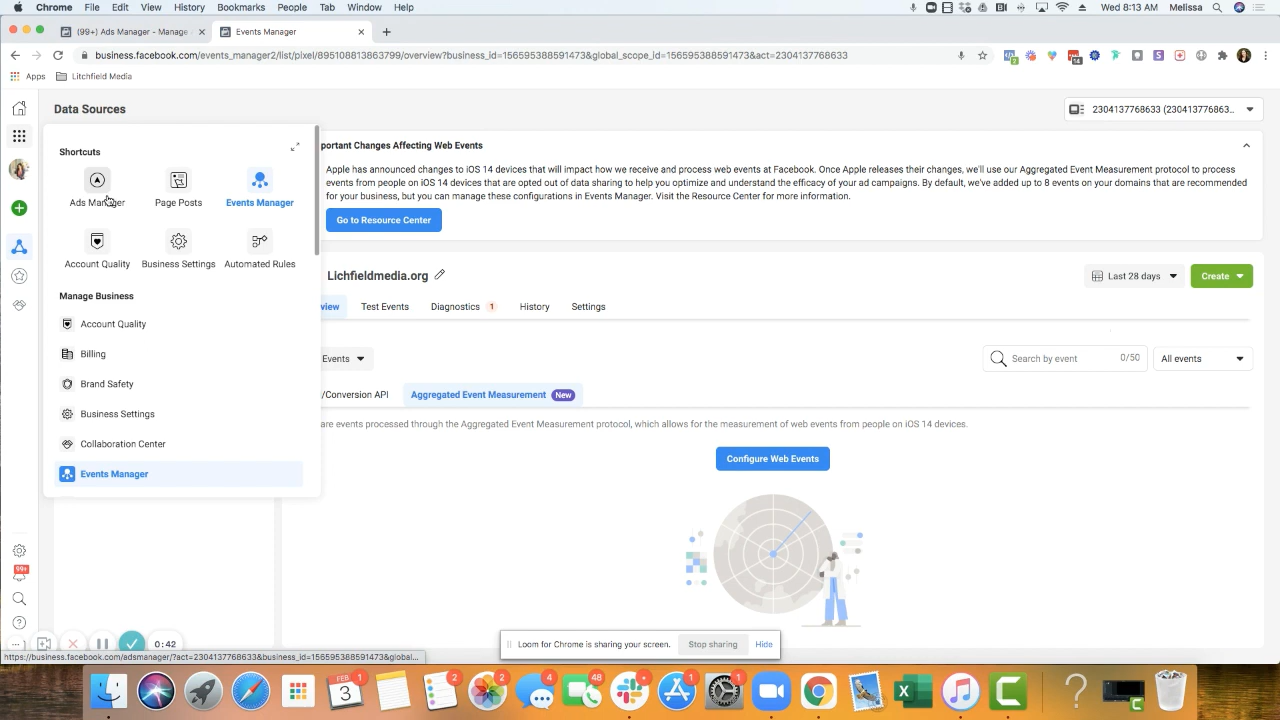 Chrome File Edit View History Bookmarks People Tab Window Help
Wed 8:13 AM Melissa
(99+) Ads Manager - Manage
Events Manager
business.facebook.com/events_manager2/list/pixel/895108813863799/overview?business_id=156595388591473&global_scope_id=156595388591473&act=2304137768633
2
14
Apps
Litchfield Media
Data Sources
2304137768633 (230413776863...
Shortcuts
Ads Manager
Page Posts
Events Manager
Account Quality
Business Settings
Automated Rules
Manage Business
Account Quality
Billing
Brand Safety
Business Settings
Collaboration Center
Events Manager
portant Changes Affecting Web Events
Apple has announced changes to iOS 14 devices that will impact how we receive and process web events at Facebook. Once Apple releases their changes, we'll use our Aggregated Event Measurement protocol to process
events from people on iOS 14 devices that are opted out of data sharing to help you optimize and understand the efficacy of your ad campaigns. By default, we've added up to 8 events on your domains that are recommended
for your business, but you can manage these configurations in Events Manager. Visit the Resource Center for more information.
Go to Resource Center
Lichfieldmedia.org
Last 28 days
Create
view
Test Events
Diagnostics 1
History
Settings
Events
Search by event
0/50
All events
/Conversion API
Aggregated Event Measurement New
are events processed through the Aggregated Event Measurement protocol, which allows for the measurement of web events from people on iOS 14 devices.
Configure Web Events
99+
0:42
Loom for Chrome is sharing your screen.
Stop sharing
Hide
https://business.facebook.com/adsmanager/?act=2304137768633&business_id=156595388591473&global...
FEB
3
1
2
2
4
48
1
1